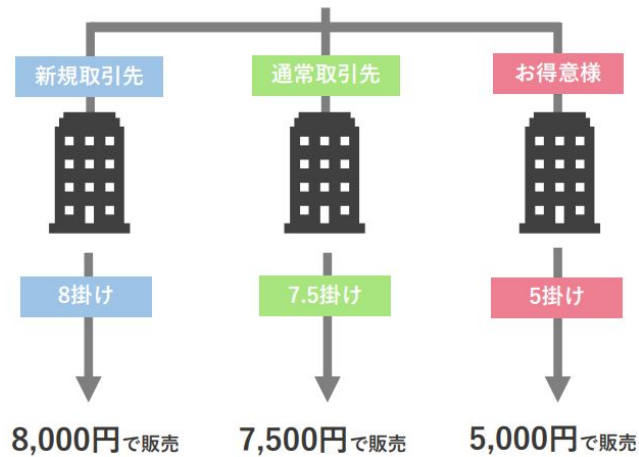 新規取引先
通常取引先
お得意様
8掛け
7.5掛け
5掛け
8,000円で販売
7,500円で販売
5,000円で販売